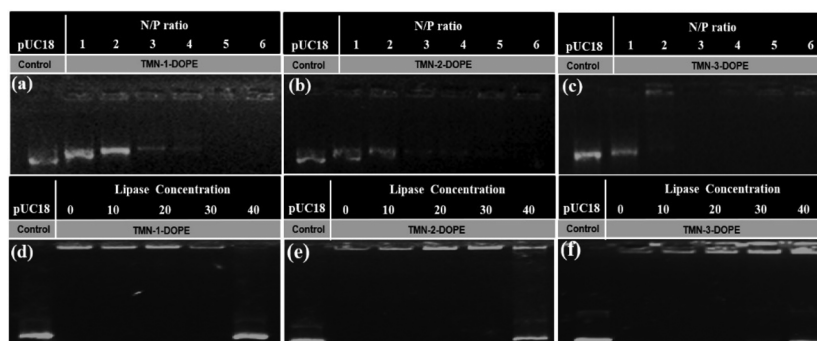 N/P ratio
pUC18 1 2 3 4 5 6
Control TMN-1-DOPE
(a)
N/P ratio
pUC18 1 2 3 4 5 6
Control TMN-2-DOPE
(b)
N/P ratio
pUC18 1 2 3 4 5 6
Control TMN-3-DOPE
(c)
Lipase Concentration
pUC18 0 10 20 30 40
Control TMN-1-DOPE
(d)
Lipase Concentration
pUC18 0 10 20 30 40
Control TMN-2-DOPE
(e)
Lipase Concentration
pUC18 0 10 20 30 40
Control TMN-3-DOPE
(f)